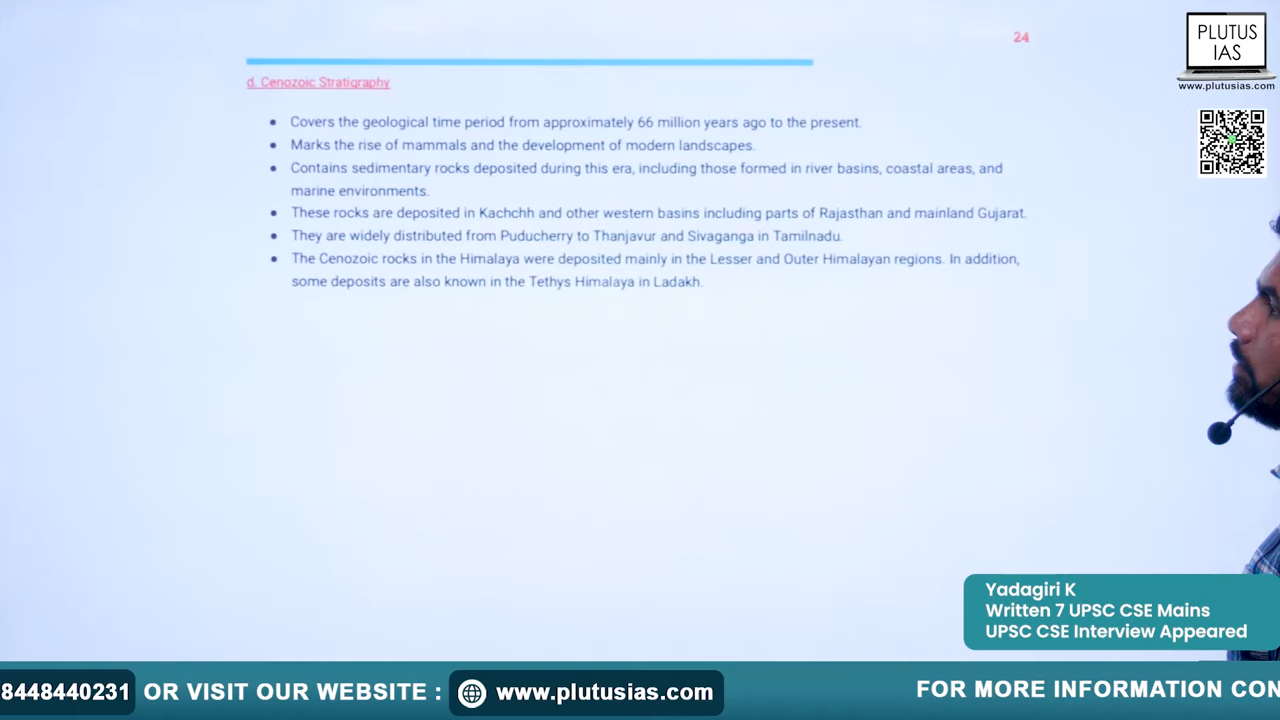 24
PLUTUS
IAS
www.plutusias.com
d. Cenozoic Stratigraphy
● Covers the geological time period from approximately 66 million years ago to the present.
● Marks the rise of mammals and the development of modern landscapes.
● Contains sedimentary rocks deposited during this era, including those formed in river basins, coastal areas, and
marine environments.
● These rocks are deposited in Kachchh and other western basins including parts of Rajasthan and mainland Gujarat.
● They are widely distributed from Puducherry to Thanjavur and Sivaganga in Tamilnadu.
● The Cenozoic rocks in the Himalaya were deposited mainly in the Lesser and Outer Himalayan regions. In addition,
some deposits are also known in the Tethys Himalaya in Ladakh.
Yadagiri K
Written 7 UPSC CSE Mains
UPSC CSE Interview Appeared
8448440231 OR VISIT OUR WEBSITE : www.plutusias.com FOR MORE INFORMATION CON